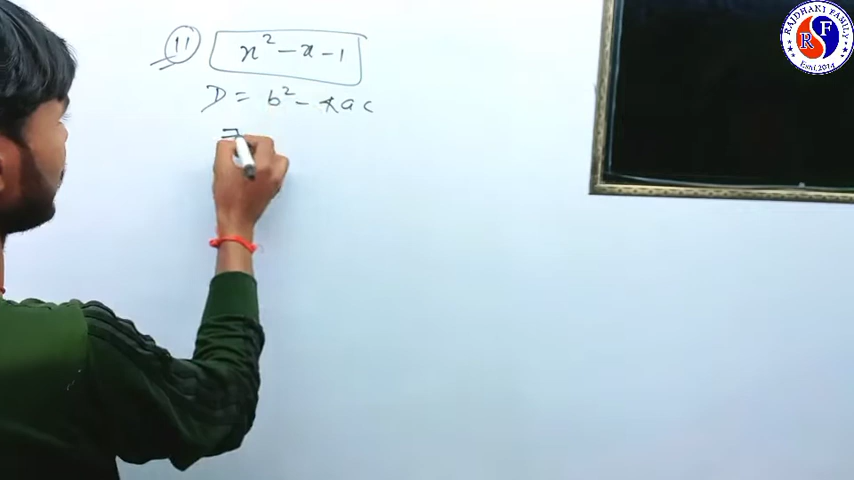 11 x² - x - 1
D = b² - 4ac
=
RAJDHANI FAMILY
RSF
Estd. 2014